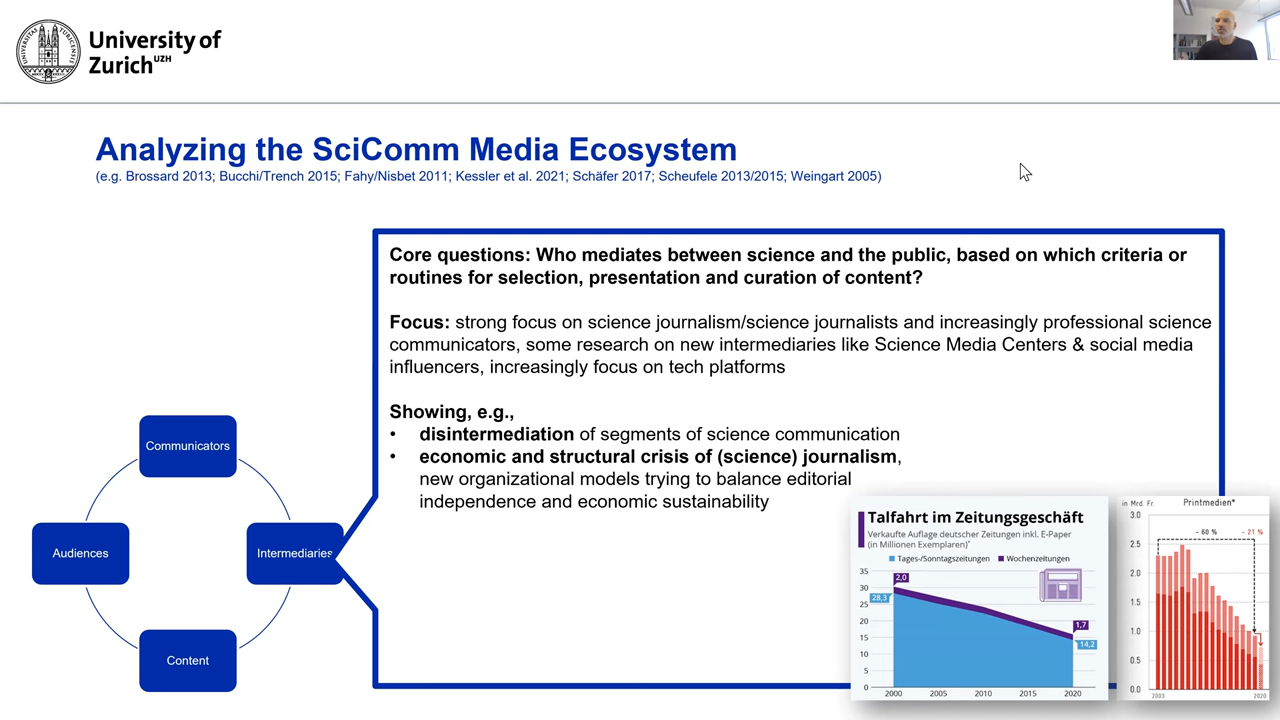 University of
Zurich UZH
Analyzing the SciComm Media Ecosystem
(e.g. Brossard 2013; Bucchi/Trench 2015; Fahy/Nisbet 2011; Kessler et al. 2021; Schäfer 2017; Scheufele 2013/2015; Weingart 2005)
Core questions: Who mediates between science and the public, based on which criteria or
routines for selection, presentation and curation of content?
Focus: strong focus on science journalism/science journalists and increasingly professional science
communicators, some research on new intermediaries like Science Media Centers & social media
influencers, increasingly focus on tech platforms
Showing, e.g.,
• disintermediation of segments of science communication
• economic and structural crisis of (science) journalism,
new organizational models trying to balance editorial
independence and economic sustainability
Communicators
Audiences
Intermediaries
Content
Talfahrt im Zeitungsgeschäft
Verkaufte Auflage deutscher Zeitungen inkl. E-Paper
(in Millionen Exemplaren)*
Tages-/Sonntagszeitungen
Wochenzeitungen
35
30
25
20
15
10
5
0
2,0
28,3
1,7
14,2
2000
2005
2010
2015
2020
in Mrd. Fr.
Printmedien*
3.0
2.5
2.0
1.5
1.0
0.5
0.0
- 60 %
- 21 %
2003
2020